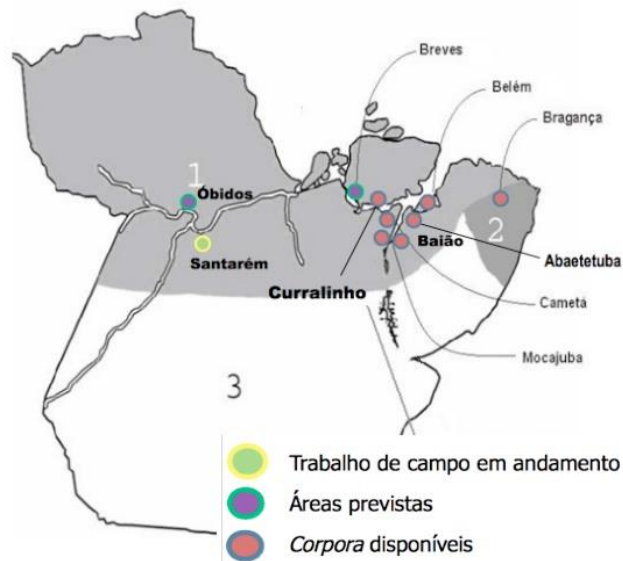 Breves
Belém
Bragança
1
Óbidos
2
Santarém
Baião
Abaetetuba
Curralinho
Cametá
Mocajuba
3
Trabalho de campo em andamento
Áreas previstas
Corpora disponíveis